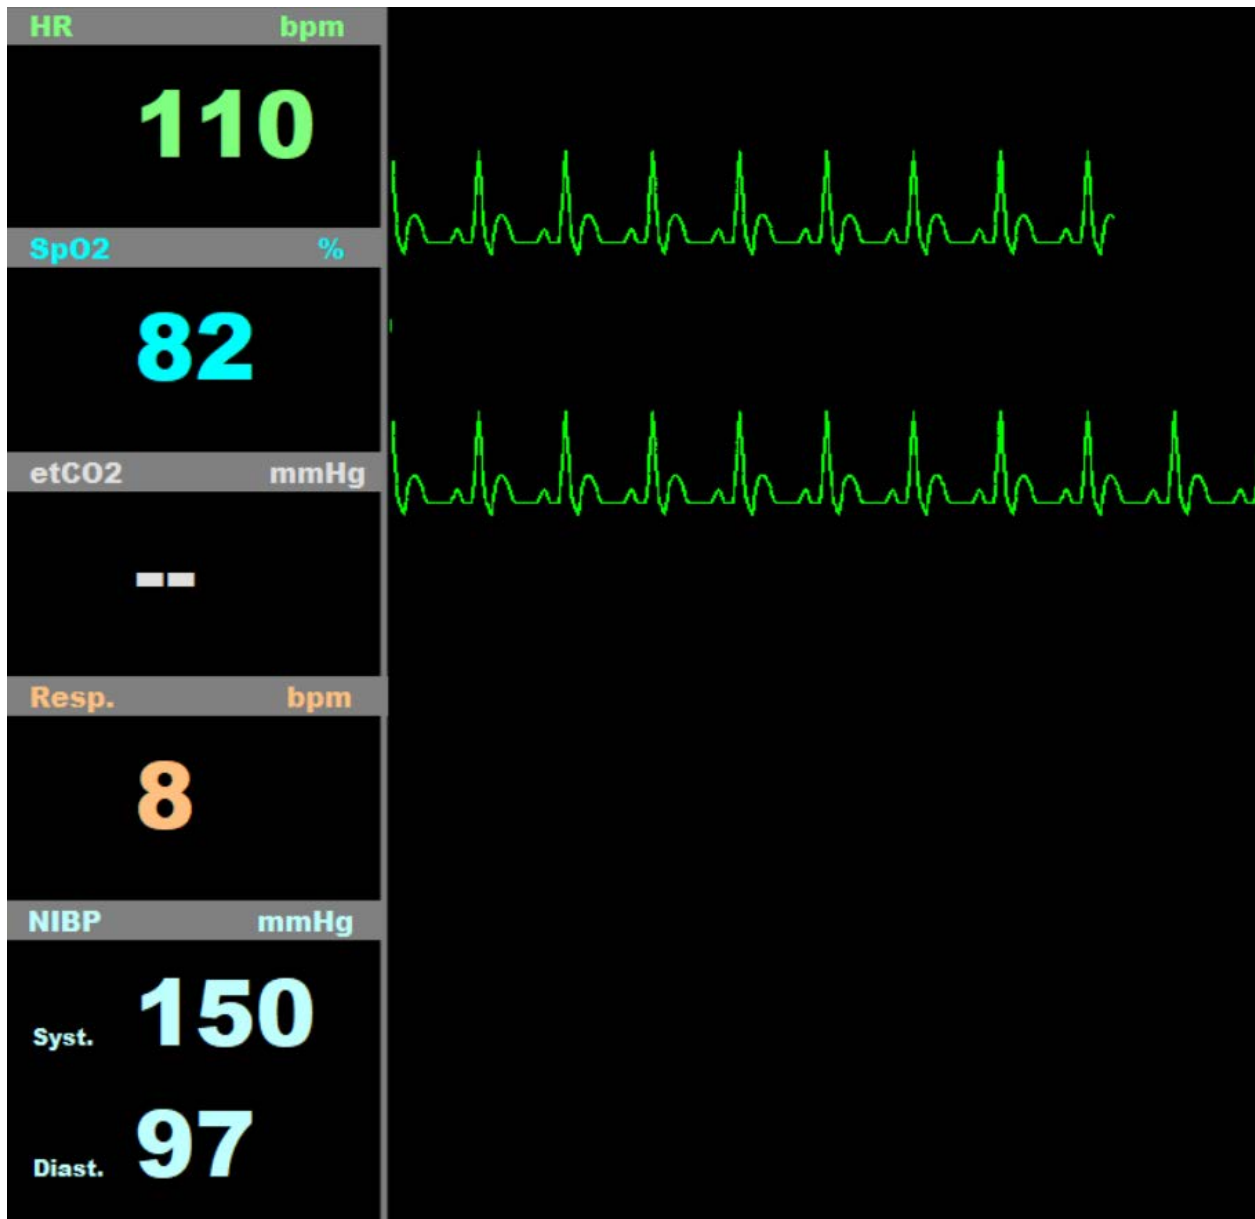 HR bpm
110
SpO2 %
82
etCO2 mmHg
--
Resp. bpm
8
NIBP mmHg
Syst. 150
Diast. 97